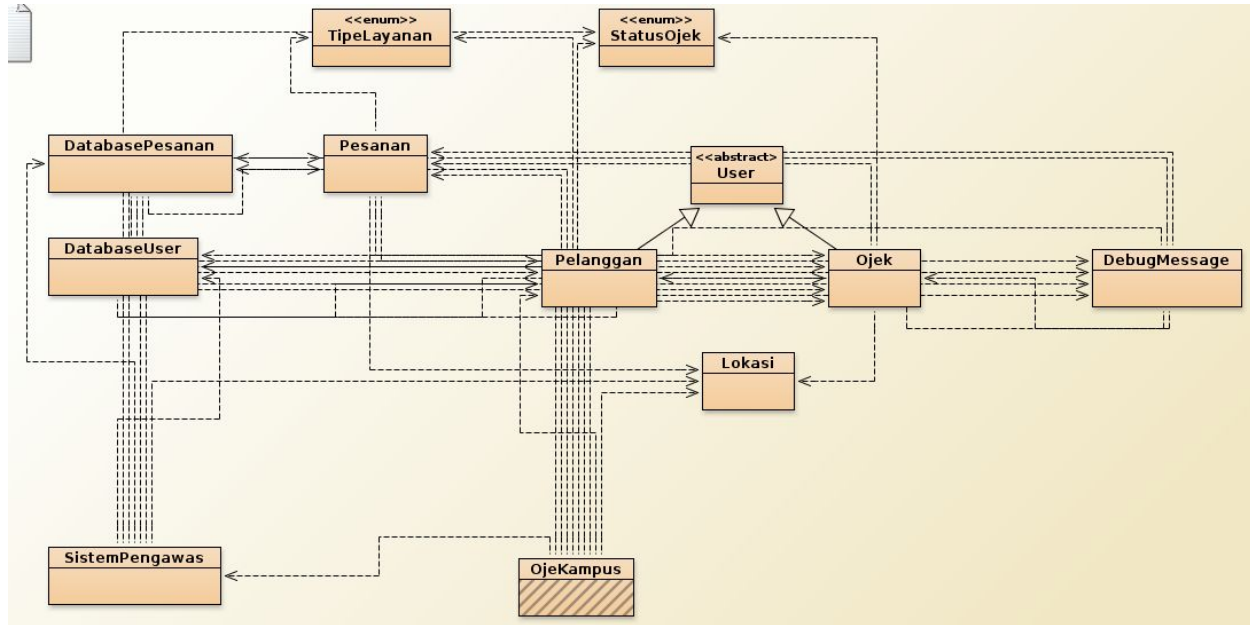 <<enum>>
TipeLayanan
<<enum>>
StatusOjek
DatabasePesanan
Pesanan
<<abstract>>
User
DatabaseUser
Pelanggan
Ojek
DebugMessage
Lokasi
SistemPengawas
OjeKampus